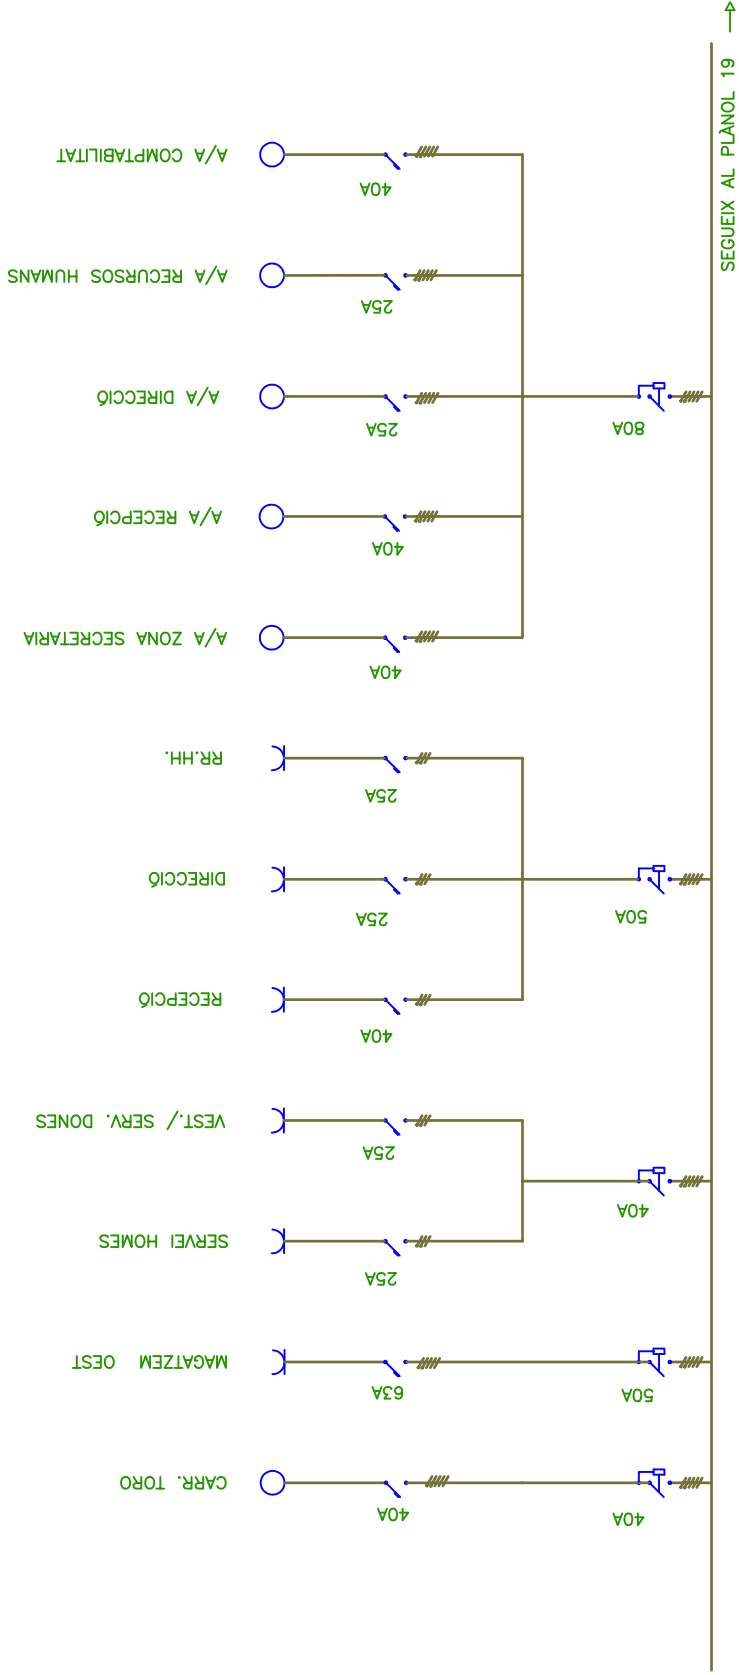 40A
40A
CARR. TORO
50A
63A
MAGATZEM OEST
25A
SERVEI HOMES
40A
25A
VEST./ SERV. DONES
40A
RECEPCIÓ
50A
25A
DIRECCIÓ
25A
RR.HH.
40A
A/A ZONA SECRETARIA
40A
A/A RECEPCIÓ
80A
25A
A/A DIRECCIÓ
25A
A/A RECURSOS HUMANS
40A
A/A COMPTABILITAT
SEGUEIX AL PLÀNOL 19